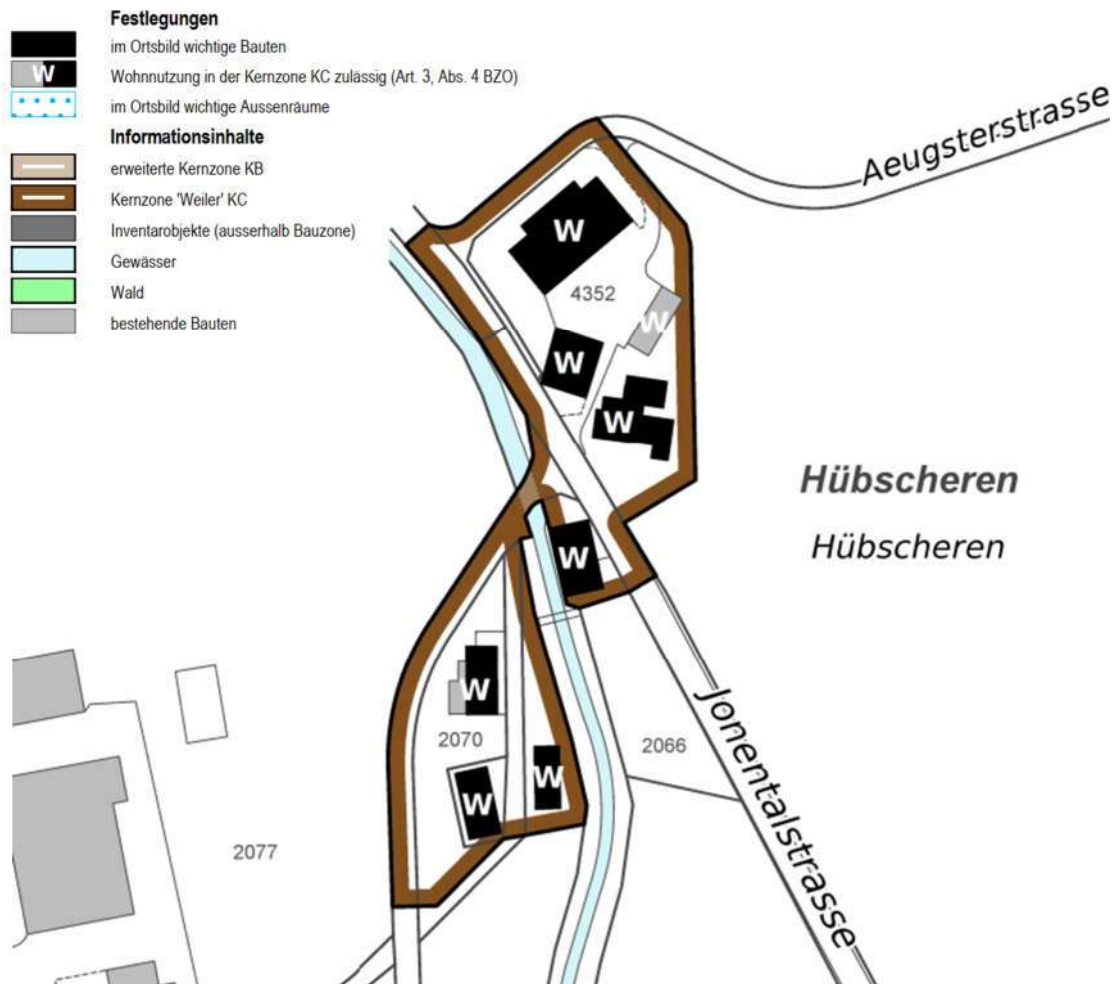 Festlegungen
im Ortsbild wichtige Bauten
W Wohnnutzung in der Kernzone KC zulässig (Art. 3, Abs. 4 BZO)
im Ortsbild wichtige Aussenräume
Informationsinhalte
erweiterte Kernzone KB
Kernzone 'Weiler' KC
Inventarobjekte (ausserhalb Bauzone)
Gewässer
Wald
bestehende Bauten
Aeugsterstrasse
W
4352
W
W
W
Hübscheren
Hübscheren
W
W
2070
2066
W
W
Jonentalstrasse
2077